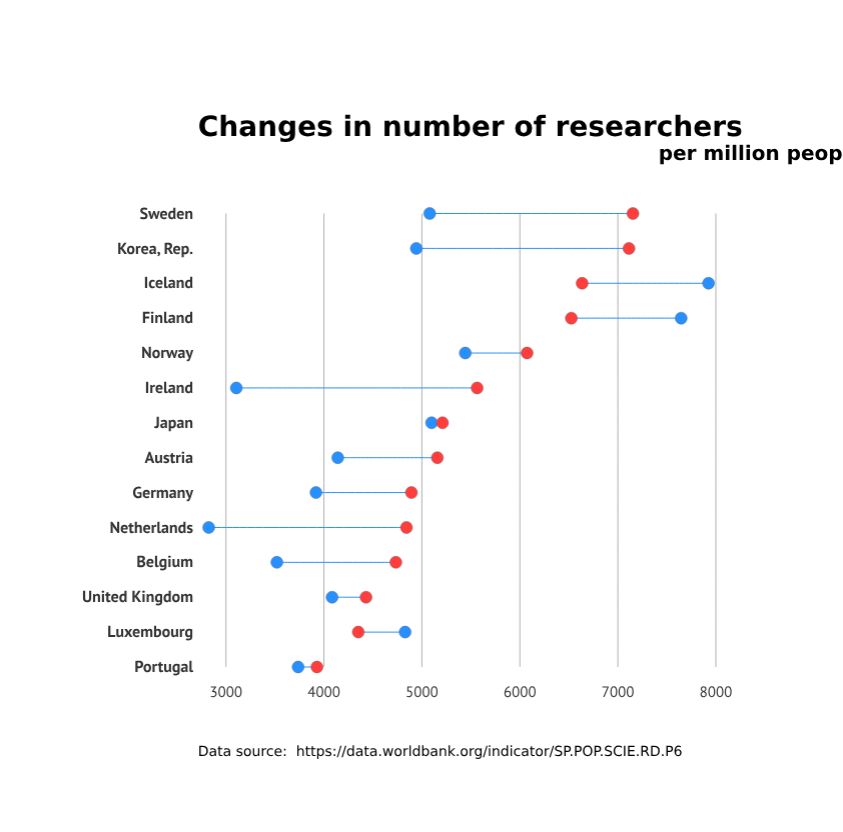 Changes in number of researchers
per million peop
Sweden
Korea, Rep.
Iceland
Finland
Norway
Ireland
Japan
Austria
Germany
Netherlands
Belgium
United Kingdom
Luxembourg
Portugal
3000 4000 5000 6000 7000 8000
Data source:  https://data.worldbank.org/indicator/SP.POP.SCIE.RD.P6